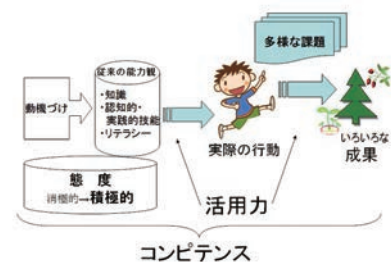 多様な課題
従来の能力観
動機づけ
・知識
・認知的・
実践的技能
・リテラシー
実際の行動
いろいろな
成果
態 度
消極的→積極的
活用力
コンピテンス